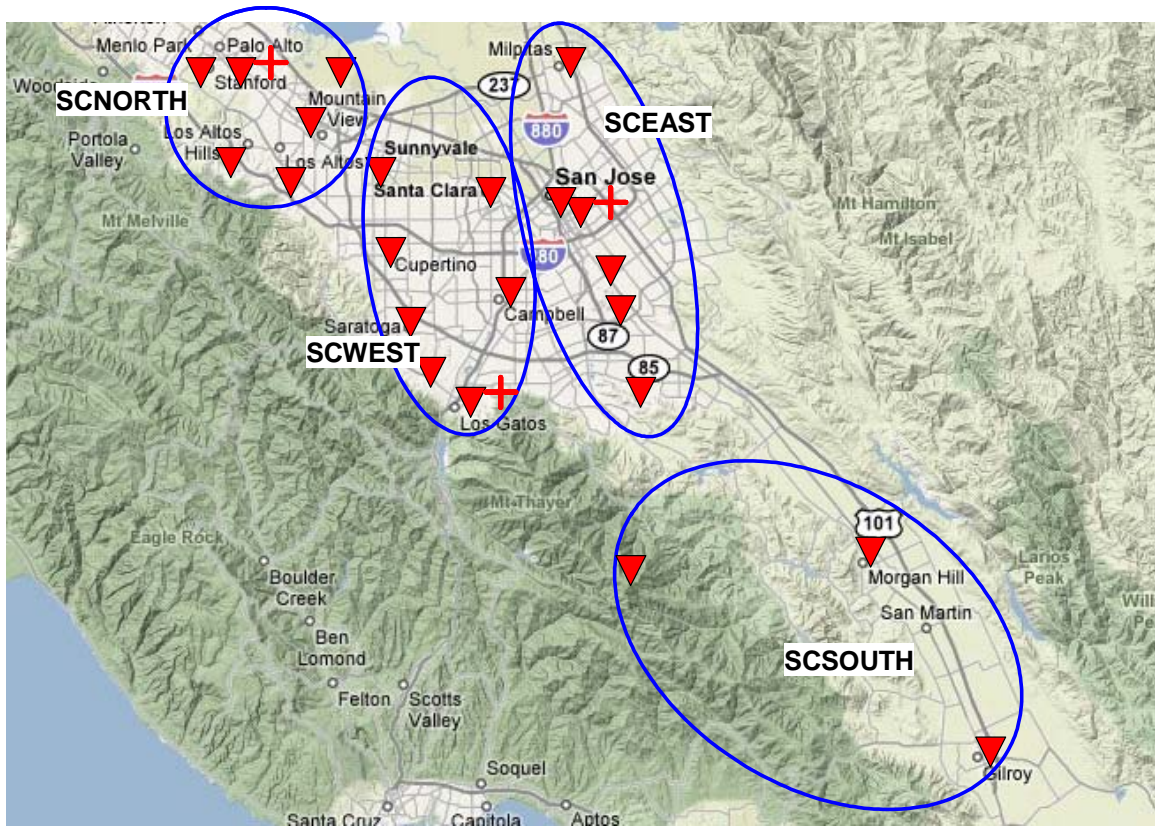 Menlo Park
Palo Alto
Milpitas
Stanford
237
SCNORTH
Mountain
View
880
SCEAST
Portola
Valley
Los Altos
Hills
Los Altos
Sunnyvale
Santa Clara
San Jose
Mt Melville
Mt Hamilton
Mt Isabel
Cupertino
Campbell
Saratoga
87
SCWEST
85
Los Gatos
Mt Thayer
Eagle Rock
101
Boulder
Creek
Morgan Hill
Larios
Peak
San Martin
Ben
Lomond
SCSOUTH
Felton
Scotts
Valley
Gilroy
Soquel
Santa Cruz
Capitola
Aptos